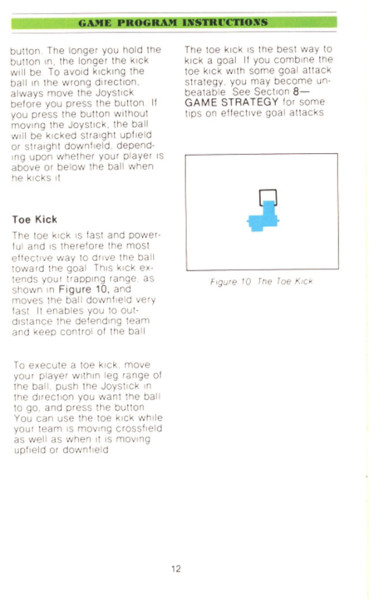 GAME PROGRAM INSTRUCTIONS
button. The longer you hold the
button in, the longer the kick
will be. To avoid kicking the
ball in the wrong direction,
always move the Joystick
before you press the button. If
you press the button without
moving the Joystick, the ball
will be kicked straight upfield
or straight downfield, depend-
ing upon whether your player is
above or below the ball when
he kicks it.
Toe Kick
The toe kick is fast and power-
ful and is therefore the most
effective way to drive the ball
toward the goal. This kick ex-
tends your trapping range, as
shown in Figure 10, and
moves the ball downfield very
fast. It enables you to out-
distance the defending team
and keep control of the ball.
To execute a toe kick, move
your player within leg range of
the ball, push the Joystick in
the direction you want the ball
to go, and press the button.
You can use the toe kick while
your team is moving crossfield
as well as when it is moving
upfield or downfield.
The toe kick is the best way to
kick a goal. If you combine the
toe kick with some goal attack
strategy, you may become un-
beatable. See Section 8—
GAME STRATEGY for some
tips on effective goal attacks.
Figure 10 The Toe Kick
12